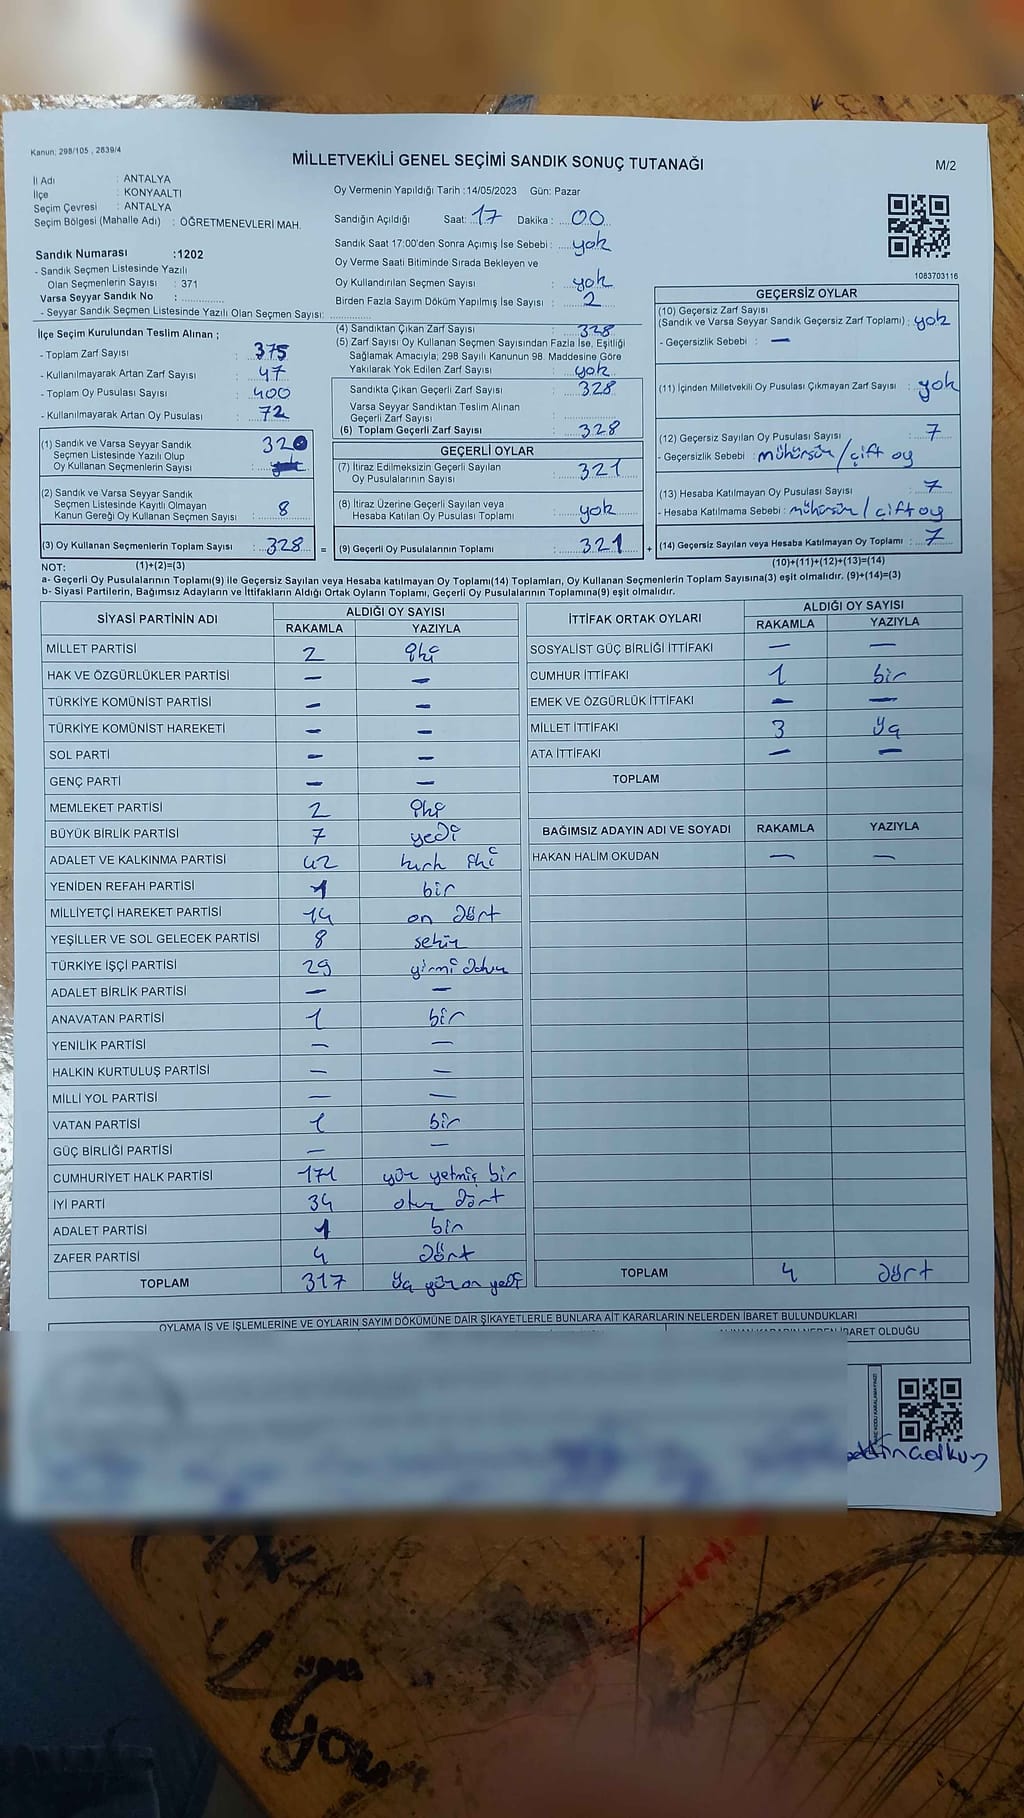 Kanun; 298/105 , 2839/4
MİLLETVEKİLİ GENEL SEÇİMİ SANDIK SONUÇ TUTANAĞI
M/2
İl Adı : ANTALYA
İlçe : KONYAALTI
Seçim Çevresi : ANTALYA
Seçim Bölgesi (Mahalle Adı) : ÖĞRETMENEVLERİ MAH.
Sandık Numarası :1202
- Sandık Seçmen Listesinde Yazılı
Olan Seçmenlerin Sayısı : 371
Varsa Seyyar Sandık No : ..............
- Seyyar Sandık Seçmen Listesinde Yazılı Olan Seçmen Sayısı: ..............
Oy Vermenin Yapıldığı Tarih :14/05/2023 Gün: Pazar
Sandığın Açıldığı Saat: 17 Dakika : 00
Sandık Saat 17:00'den Sonra Açımış İse Sebebi : yok
Oy Verme Saati Bitiminde Sırada Bekleyen ve
Oy Kullandırılan Seçmen Sayısı : yok
Birden Fazla Sayım Döküm Yapılmış İse Sayısı : 2
1083703116
İlçe Seçim Kurulundan Teslim Alınan ;
- Toplam Zarf Sayısı : 375
- Kullanılmayarak Artan Zarf Sayısı : 47
- Toplam Oy Pusulası Sayısı : 400
- Kullanılmayarak Artan Oy Pusulası : 72
(1) Sandık ve Varsa Seyyar Sandık 320
Seçmen Listesinde Yazılı Olup
Oy Kullanan Seçmenlerin Sayısı :
(2) Sandık ve Varsa Seyyar Sandık
Seçmen Listesinde Kayıtlı Olmayan
Kanun Gereği Oy Kullanan Seçmen Sayısı : 8
(3) Oy Kullanan Seçmenlerin Toplam Sayısı : 328 =
(4) Sandıktan Çıkan Zarf Sayısı : 328
(5) Zarf Sayısı Oy Kullanan Seçmen Sayısından Fazla İse, Eşitliği
Sağlamak Amacıyla; 298 Sayılı Kanunun 98. Maddesine Göre
Yakılarak Yok Edilen Zarf Sayısı : yok
Sandıkta Çıkan Geçerli Zarf Sayısı : 328
Varsa Seyyar Sandıktan Teslim Alınan
Geçerli Zarf Sayısı : ..............
(6) Toplam Geçerli Zarf Sayısı : 328
GEÇERLİ OYLAR
(7) İtiraz Edilmeksizin Geçerli Sayılan
Oy Pusulalarının Sayısı : 321
(8) İtiraz Üzerine Geçerli Sayılan veya
Hesaba Katılan Oy Pusulası Toplamı : yok
(9) Geçerli Oy Pusulalarının Toplamı : 321 +
GEÇERSİZ OYLAR
(10) Geçersiz Zarf Sayısı
(Sandık ve Varsa Seyyar Sandık Geçersiz Zarf Toplamı) : yok
- Geçersizlik Sebebi : —
(11) İçinden Milletvekili Oy Pusulası Çıkmayan Zarf Sayısı : yok
(12) Geçersiz Sayılan Oy Pusulası Sayısı : 7
- Geçersizlik Sebebi : mühürsüz/çift oy
(13) Hesaba Katılmayan Oy Pusulası Sayısı : 7
- Hesaba Katılmama Sebebi : mühürsüz/çift oy
(14) Geçersiz Sayılan veya Hesaba Katılmayan Oy Toplamı : 7
NOT: (1)+(2)=(3) (10)+(11)+(12)+(13)=(14)
a- Geçerli Oy Pusulalarının Toplamı(9) ile Geçersiz Sayılan veya Hesaba katılmayan Oy Toplamı(14) Toplamları, Oy Kullanan Seçmenlerin Toplam Sayısına(3) eşit olmalıdır. (9)+(14)=(3)
b- Siyasi Partilerin, Bağımsız Adayların ve İttifakların Aldığı Ortak Oyların Toplamı, Geçerli Oy Pusulalarının Toplamına(9) eşit olmalıdır.
SİYASİ PARTİNİN ADI ALDIĞI OY SAYISI
RAKAMLA YAZIYLA
MİLLET PARTİSİ 2 iki
HAK VE ÖZGÜRLÜKLER PARTİSİ — —
TÜRKİYE KOMÜNİST PARTİSİ — —
TÜRKİYE KOMÜNİST HAREKETİ — —
SOL PARTİ — —
GENÇ PARTİ — —
MEMLEKET PARTİSİ 2 iki
BÜYÜK BİRLİK PARTİSİ 7 yedi
ADALET VE KALKINMA PARTİSİ 42 kırk iki
YENİDEN REFAH PARTİSİ 1 bir
MİLLİYETÇİ HAREKET PARTİSİ 14 on dört
YEŞİLLER VE SOL GELECEK PARTİSİ 8 sekiz
TÜRKİYE İŞÇİ PARTİSİ 29 yirmi dokuz
ADALET BİRLİK PARTİSİ — —
ANAVATAN PARTİSİ 1 bir
YENİLİK PARTİSİ — —
HALKIN KURTULUŞ PARTİSİ — —
MİLLİ YOL PARTİSİ — —
VATAN PARTİSİ 1 bir
GÜÇ BİRLİĞİ PARTİSİ — —
CUMHURİYET HALK PARTİSİ 171 yüz yetmiş bir
İYİ PARTİ 34 otuz dört
ADALET PARTİSİ 1 bir
ZAFER PARTİSİ 4 dört
TOPLAM 317 üç yüz on yedi
İTTİFAK ORTAK OYLARI ALDIĞI OY SAYISI
RAKAMLA YAZIYLA
SOSYALİST GÜÇ BİRLİĞİ İTTİFAKI — —
CUMHUR İTTİFAKI 1 bir
EMEK VE ÖZGÜRLÜK İTTİFAKI — —
MİLLET İTTİFAKI 3 üç
ATA İTTİFAKI — —
TOPLAM
BAĞIMSIZ ADAYIN ADI VE SOYADI RAKAMLA YAZIYLA
HAKAN HALİM OKUDAN — —
TOPLAM 4 dört
OYLAMA İŞ VE İŞLEMLERİNE VE OYLARIN SAYIM DÖKÜMÜNE DAİR ŞİKAYETLERLE BUNLARA AİT KARARLARIN NELERDEN İBARET BULUNDUKLARI
İBARET OLDUĞU